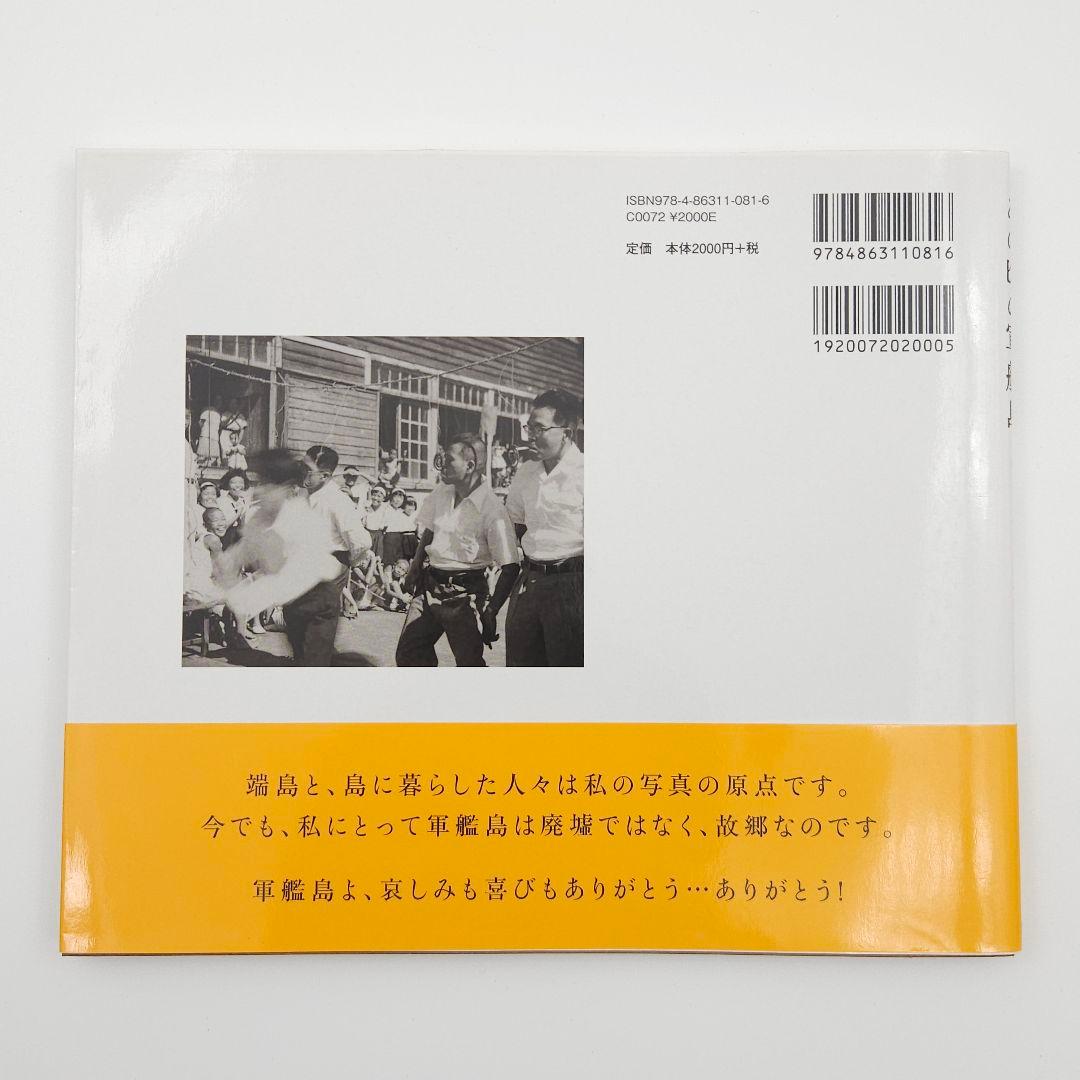 ISBN978-4-86311-081-6
C0072 ¥2000E
定価 本体2000円+税
9784863110816
1920072020005
端島と、島に暮らした人々は私の写真の原点です。
今でも、私にとって軍艦島は廃墟ではなく、故郷なのです。
軍艦島よ、哀しみも喜びもありがとう…ありがとう!